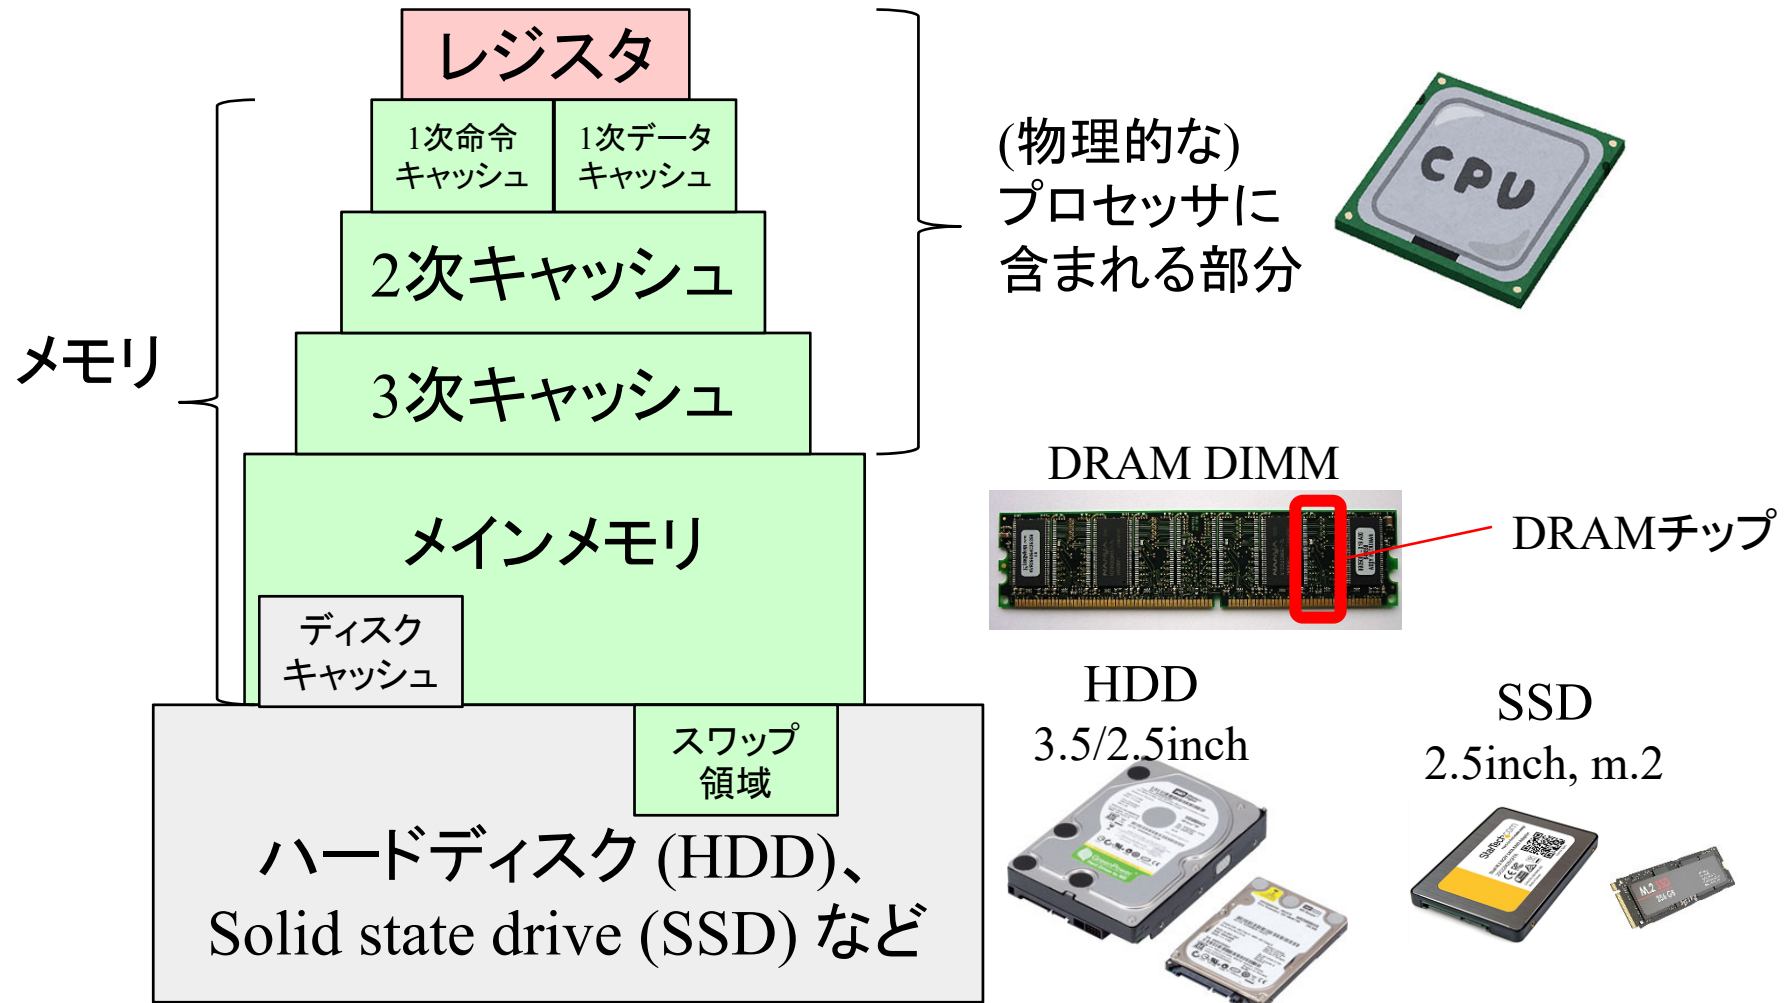 レジスタ
1次命令
キャッシュ
1次データ
キャッシュ
2次キャッシュ
3次キャッシュ
メモリ
メインメモリ
ディスク
キャッシュ
スワップ
領域
ハードディスク (HDD)、
Solid state drive (SSD) など
(物理的な)
プロセッサに
含まれる部分
CPU
DRAM DIMM
DRAMチップ
HDD
3.5/2.5inch
SSD
2.5inch, m.2
GreenPower
StarTech.com
M.2 SSD